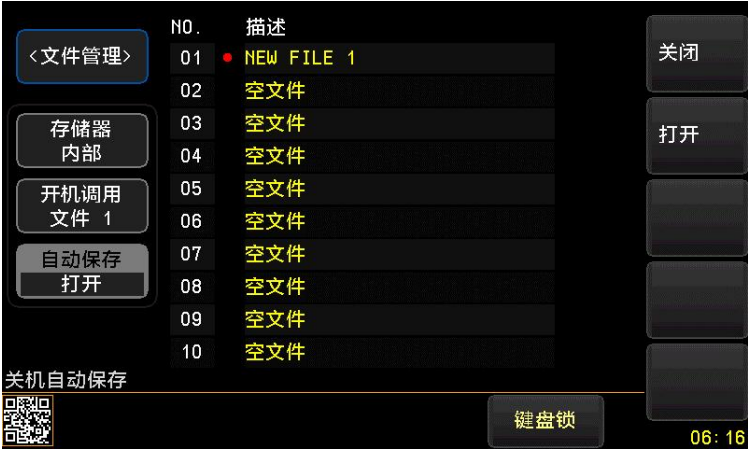 <文件管理>
存储器
内部
开机调用
文件 1
自动保存
打开
NO. 描述
01 NEW FILE 1
02 空文件
03 空文件
04 空文件
05 空文件
06 空文件
07 空文件
08 空文件
09 空文件
10 空文件
关闭
打开
关机自动保存
键盘锁
06:16